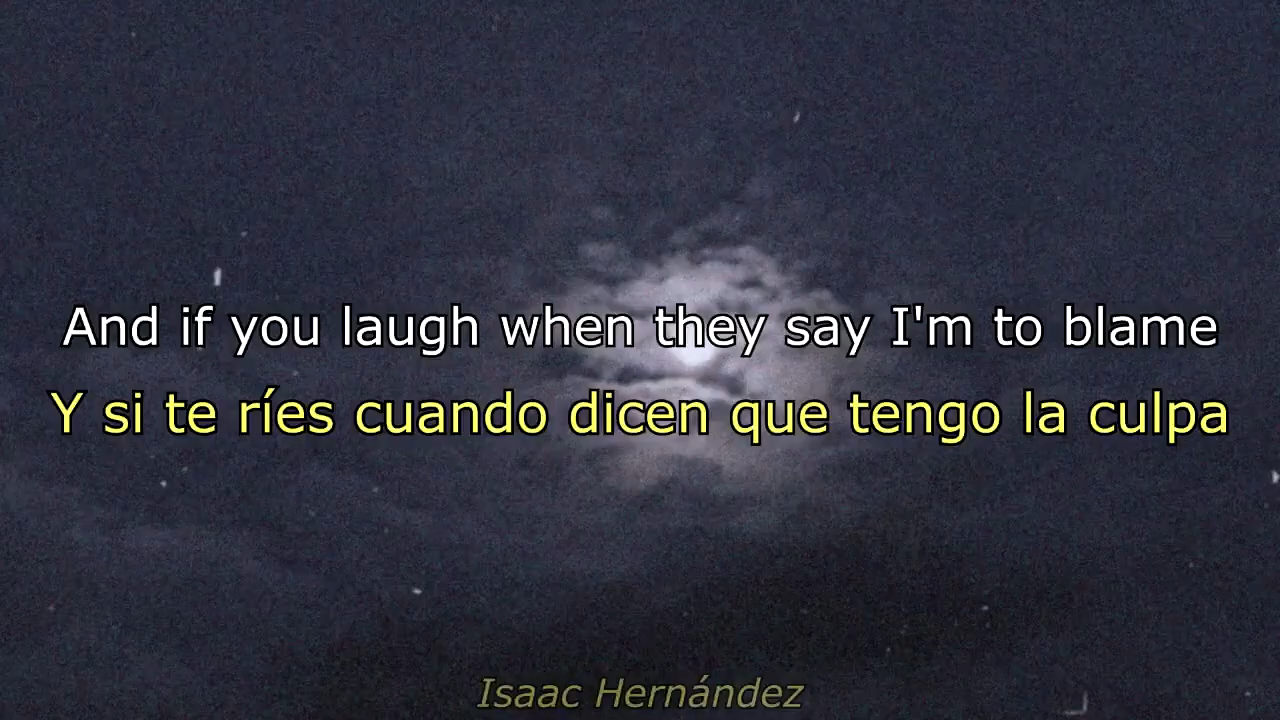 And if you laugh when they say I'm to blame
Y si te ríes cuando dicen que tengo la culpa
Isaac Hernández